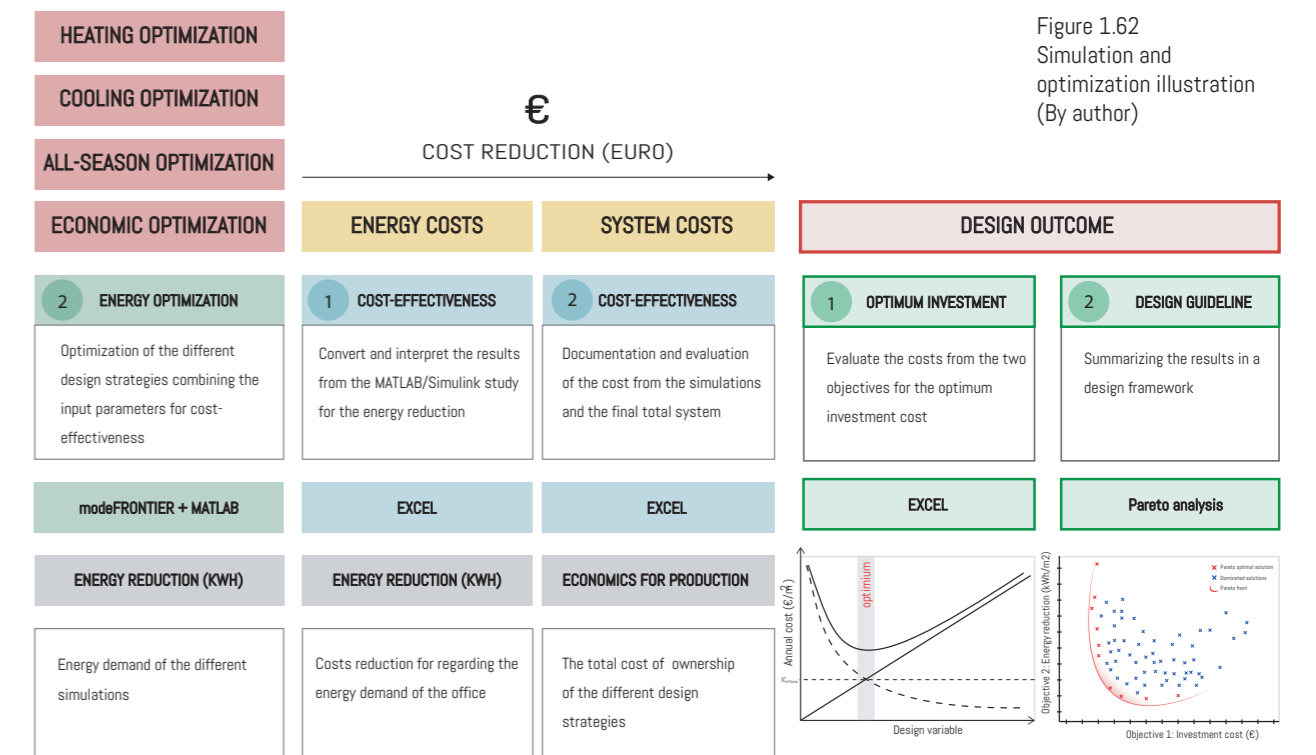 HEATING OPTIMIZATION
COOLING OPTIMIZATION
ALL-SEASON OPTIMIZATION
ECONOMIC OPTIMIZATION
€
COST REDUCTION (EURO)
Figure 1.62
Simulation and
optimization illustration
(By author)
ENERGY COSTS
SYSTEM COSTS
DESIGN OUTCOME
2 ENERGY OPTIMIZATION
Optimization of the different
design strategies combining the
input parameters for cost-
effectiveness
modeFRONTIER + MATLAB
ENERGY REDUCTION (KWH)
Energy demand of the different
simulations
1 COST-EFFECTIVENESS
Convert and interpret the results
from the MATLAB/Simulink study
for the energy reduction
EXCEL
ENERGY REDUCTION (KWH)
Costs reduction for regarding the
energy demand of the office
2 COST-EFFECTIVENESS
Documentation and evaluation
of the cost from the simulations
and the final total system
EXCEL
ECONOMICS FOR PRODUCTION
The total cost of ownership
of the different design
strategies
1 OPTIMUM INVESTMENT
Evaluate the costs from the two
objectives for the optimum
investment cost
EXCEL
Annual cost (€/m2)
optimium
Design variable
2 DESIGN GUIDELINE
Summarizing the results in a
design framework
Pareto analysis
Objective 2: Energy reduction (kWh/m2)
Pareto optimal solution
Dominated solutions
Pareto front
Objective 1: Investment cost (€)